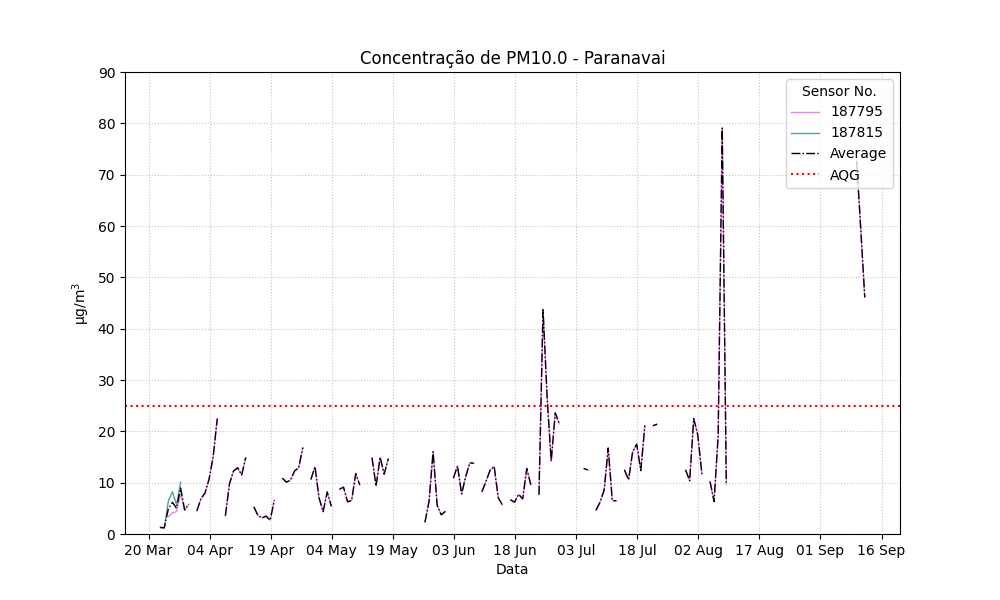 Concentração de PM10.0 - Paranavai
90
80
70
60
50
40
30
20
10
0
µg/m³
Sensor No.
187795
187815
Average
AQG
20 Mar 04 Apr 19 Apr 04 May 19 May 03 Jun 18 Jun 03 Jul 18 Jul 02 Aug 17 Aug 01 Sep 16 Sep
Data